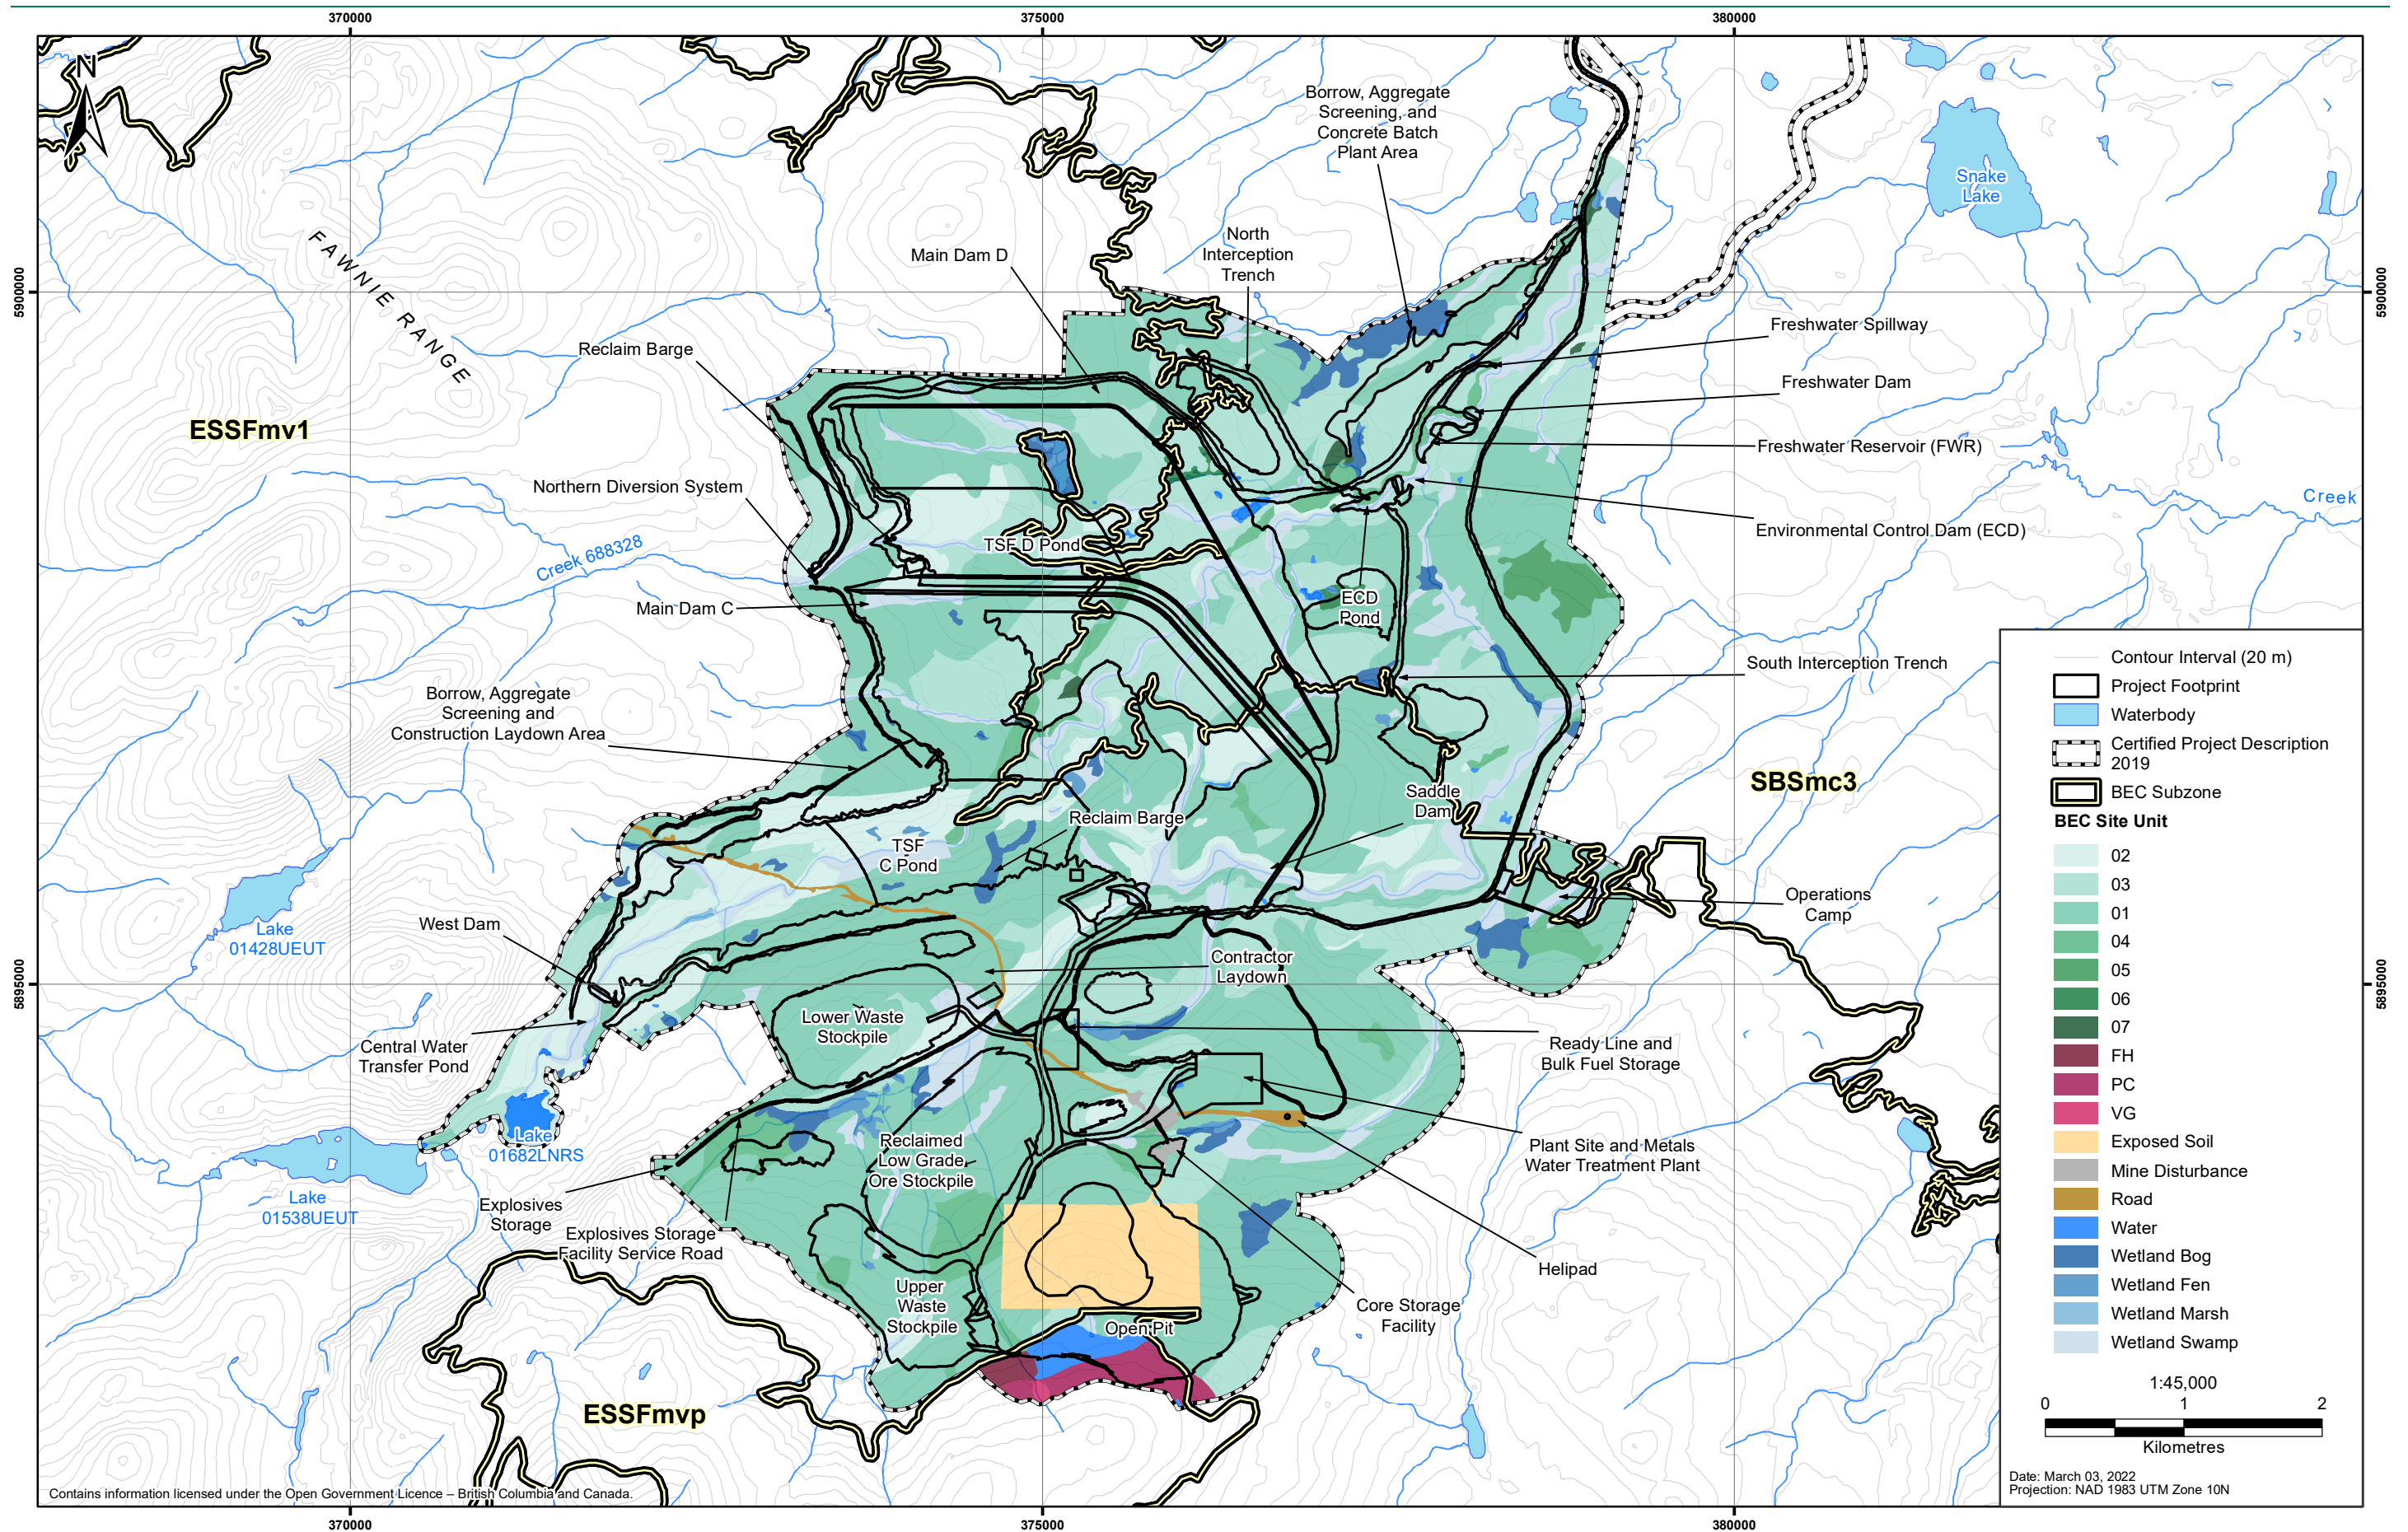 370000
375000
380000
5900000
5900000
5895000
5895000
N
FAWNIE RANGE
ESSFmv1
Borrow, Aggregate
Screening, and
Concrete Batch
Plant Area
North
Interception
Trench
Main Dam D
Reclaim Barge
Northern Diversion System
Creek 688328
Main Dam C
Snake
Lake
Freshwater Spillway
Freshwater Dam
Freshwater Reservoir (FWR)
Creek
Environmental Control Dam (ECD)
TSF D Pond
ECD
Pond
South Interception Trench
Borrow, Aggregate
Screening and
Construction Laydown Area
SBSmc3
Saddle
Dam
Reclaim Barge
TSF
C Pond
Operations
Camp
Lake
01428UEUT
West Dam
Contractor
Laydown
Lower Waste
Stockpile
Central Water
Transfer Pond
Ready Line and
Bulk Fuel Storage
Lake
01682LNRS
Reclaimed
Low Grade
Ore Stockpile
Plant Site and Metals
Water Treatment Plant
Lake
01538UEUT
Explosives
Storage
Explosives Storage
Facility Service Road
Helipad
Upper
Waste
Stockpile
Open Pit
Core Storage
Facility
ESSFmvp
Contour Interval (20 m)
Project Footprint
Waterbody
Certified Project Description
2019
BEC Subzone
BEC Site Unit
02
03
01
04
05
06
07
FH
PC
VG
Exposed Soil
Mine Disturbance
Road
Water
Wetland Bog
Wetland Fen
Wetland Marsh
Wetland Swamp
1:45,000
0 1 2
Kilometres
Date: March 03, 2022
Projection: NAD 1983 UTM Zone 10N
Contains information licensed under the Open Government Licence – British Columbia and Canada.
370000
375000
380000